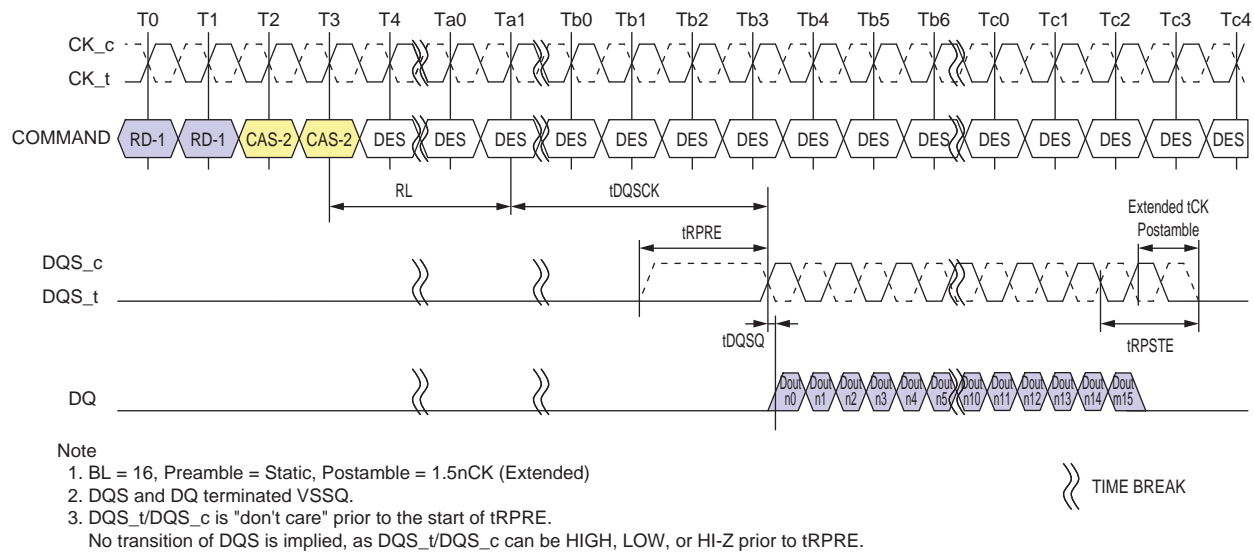 T0 T1 T2 T3 T4 Ta0 Ta1 Tb0 Tb1 Tb2 Tb3 Tb4 Tb5 Tb6 Tc0 Tc1 Tc2 Tc3 Tc4
CK_c
CK_t
COMMAND RD-1 RD-1 CAS-2 CAS-2 DES DES DES DES DES DES DES DES DES DES DES DES DES DES DES
RL tDQSCK
Extended tCK
Postamble
tRPRE
DQS_c
DQS_t
tDQSQ
tRPSTE
DQ
Dout Dout Dout Dout Dout Dout Dout Dout Dout Dout Dout Dout
n0 n1 n2 n3 n4 n5 n10 n11 n12 n13 n14 m15
Note
1. BL = 16, Preamble = Static, Postamble = 1.5nCK (Extended)
2. DQS and DQ terminated VSSQ.
3. DQS_t/DQS_c is "don't care" prior to the start of tRPRE.
No transition of DQS is implied, as DQS_t/DQS_c can be HIGH, LOW, or HI-Z prior to tRPRE.
TIME BREAK